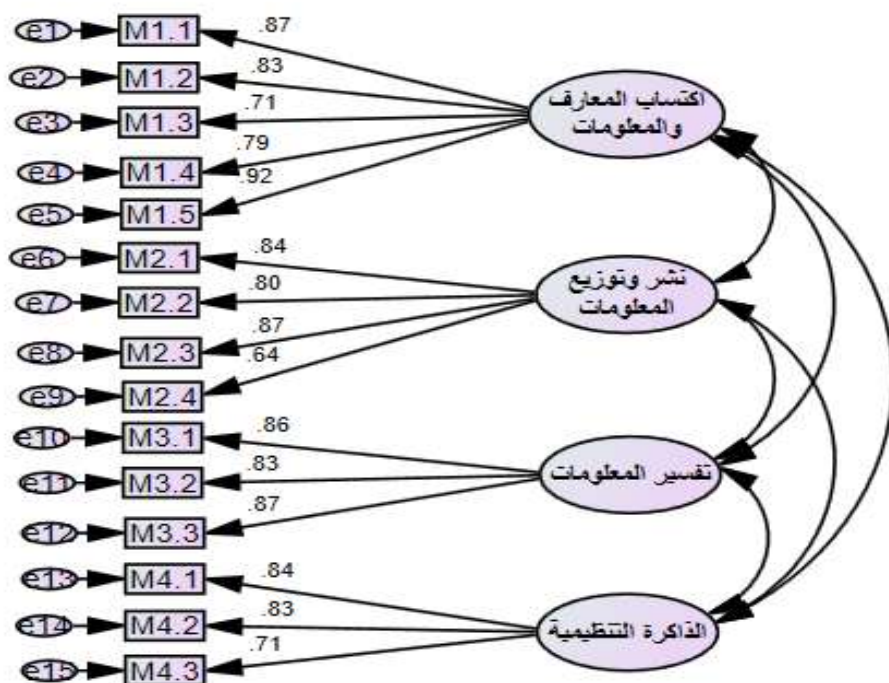 e1 M1.1 .87
e2 M1.2 .83
e3 M1.3 .71
e4 M1.4 .79
e5 M1.5 .92
اكتساب المعارف
والمعلومات
e6 M2.1 .84
e7 M2.2 .80
e8 M2.3 .87
e9 M2.4 .64
نشر وتوزيع
المعلومات
e10 M3.1 .86
e11 M3.2 .83
e12 M3.3 .87
تفسير المعلومات
e13 M4.1 .84
e14 M4.2 .83
e15 M4.3 .71
الذاكرة التنظيمية